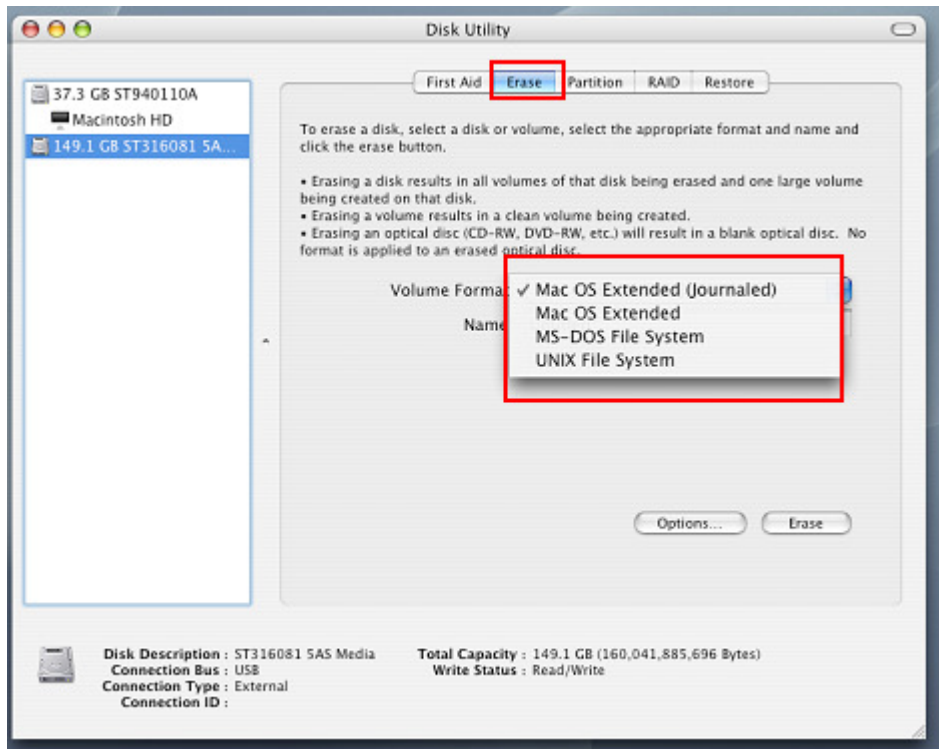 Disk Utility
37.3 GB ST940110A
Macintosh HD
149.1 GB ST316081 5A...
First Aid Erase Partition RAID Restore
To erase a disk, select a disk or volume, select the appropriate format and name and
click the erase button.
• Erasing a disk results in all volumes of that disk being erased and one large volume
being created on that disk.
• Erasing a volume results in a clean volume being created.
• Erasing an optical disc (CD-RW, DVD-RW, etc.) will result in a blank optical disc. No
format is applied to an erased optical disc.
Volume Format
✓ Mac OS Extended (Journaled)
Mac OS Extended
MS-DOS File System
UNIX File System
Name
Options... Erase
Disk Description : ST316081 5AS Media
Connection Bus : USB
Connection Type : External
Connection ID :
Total Capacity : 149.1 GB (160,041,885,696 Bytes)
Write Status : Read/Write